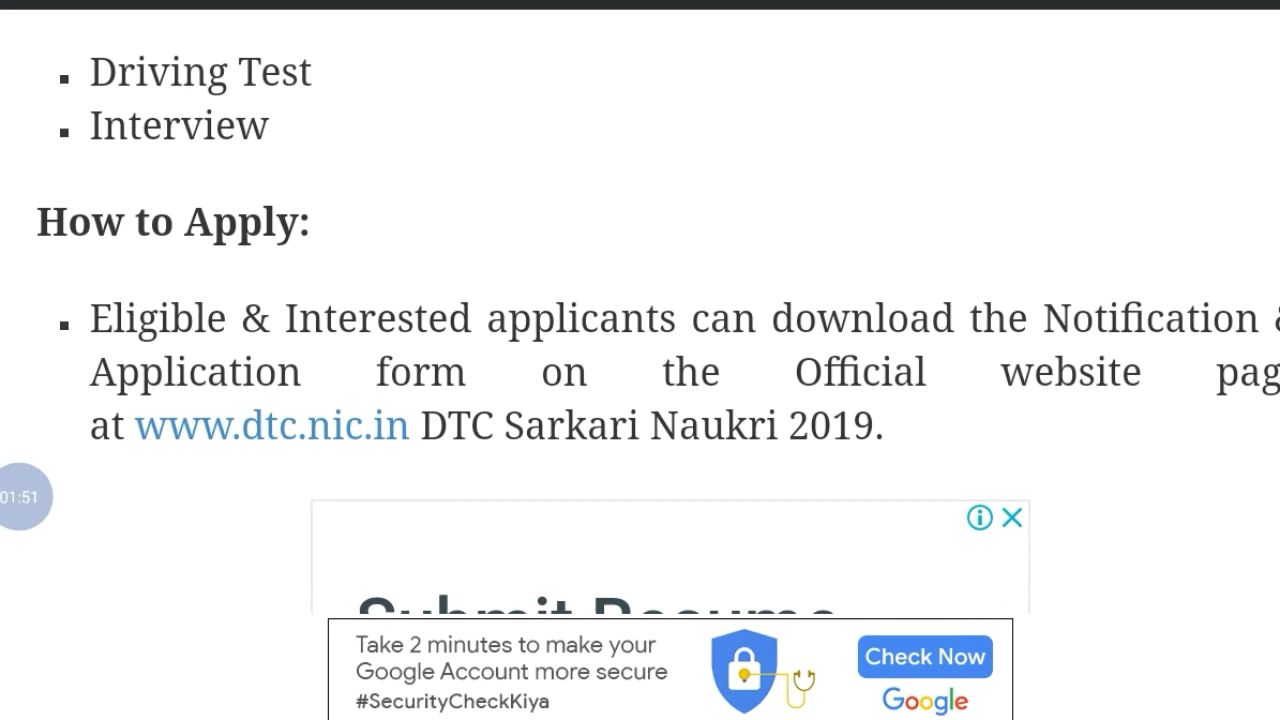 Driving Test
Interview
How to Apply:
Eligible & Interested applicants can download the Notification
Application form on the Official website
at www.dtc.nic.in DTC Sarkari Naukri 2019.
01:51
Submit Resume
Take 2 minutes to make your
Google Account more secure
#SecurityCheckKiya
Check Now
Google